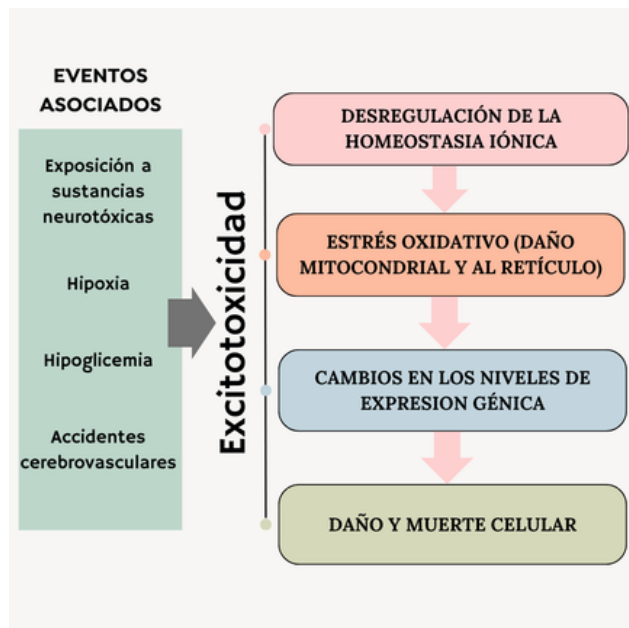 EVENTOS
ASOCIADOS
Exposición a
sustancias
neurotóxicas
Hipoxia
Hipoglicemia
Accidentes
cerebrovasculares
Excitotoxicidad
DESREGULACIÓN DE LA
HOMEOSTASIA IÓNICA
ESTRÉS OXIDATIVO (DAÑO
MITOCONDRIAL Y AL RETÍCULO)
CAMBIOS EN LOS NIVELES DE
EXPRESION GÉNICA
DAÑO Y MUERTE CELULAR